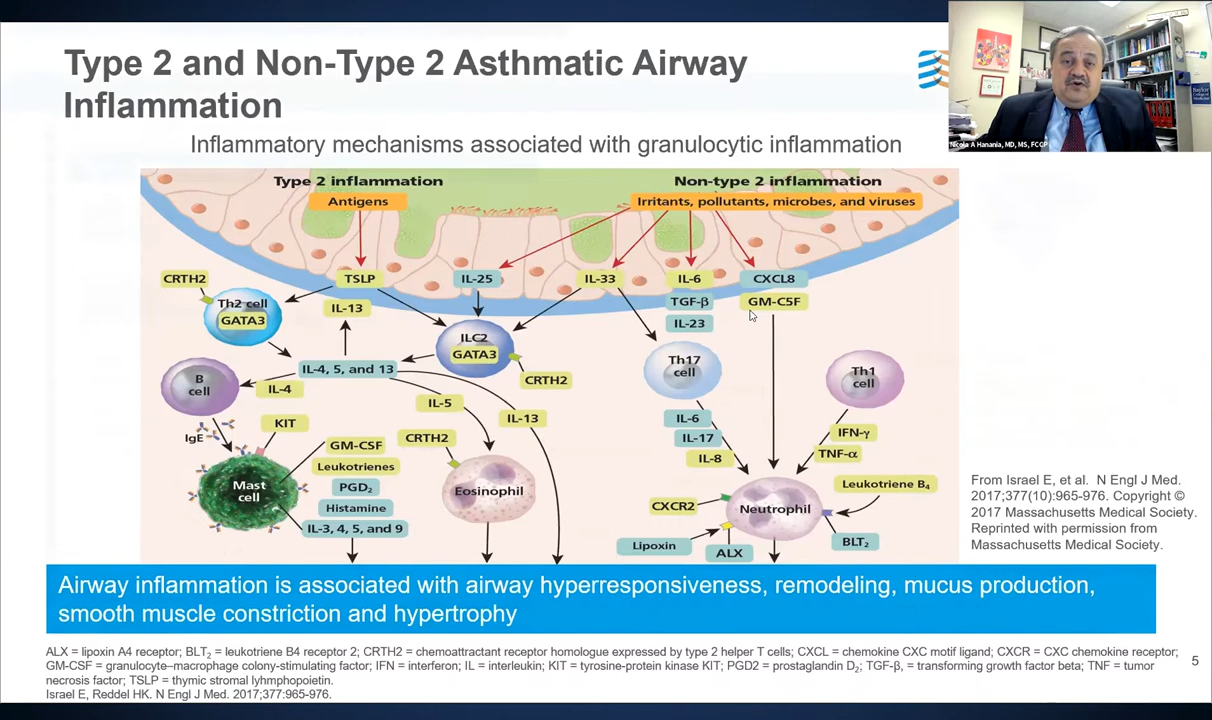 Type 2 and Non-Type 2 Asthmatic Airway
Inflammation
Inflammatory mechanisms associated with granulocytic inflammation
Nicola A Hanania, MD, MS, FCCP
Baylor
College of
Medicine
Type 2 inflammation
Non-type 2 inflammation
Antigens
Irritants, pollutants, microbes, and viruses
CRTH2
TSLP
IL-25
IL-33
IL-6
CXCL8
Th2 cell
GATA3
IL-13
TGF-β
GM-C5F
IL-23
ILC2
GATA3
Th17
cell
Th1
cell
IL-4, 5, and 13
B
cell
IL-4
CRTH2
IL-5
IL-13
KIT
IgE
CRTH2
IL-6
IL-17
IL-8
IFN-γ
TNF-α
GM-CSF
Leukotrienes
PGD₂
Histamine
IL-3, 4, 5, and 9
Mast
cell
Eosinophil
Neutrophil
Leukotriene B₄
CXCR2
Lipoxin
ALX
BLT₂
From Israel E, et al. N Engl J Med.
2017;377(10):965-976. Copyright ©
2017 Massachusetts Medical Society.
Reprinted with permission from
Massachusetts Medical Society.
Airway inflammation is associated with airway hyperresponsiveness, remodeling, mucus production,
smooth muscle constriction and hypertrophy
ALX = lipoxin A4 receptor; BLT₂ = leukotriene B4 receptor 2; CRTH2 = chemoattractant receptor homologue expressed by type 2 helper T cells; CXCL = chemokine CXC motif ligand; CXCR = CXC chemokine receptor;
GM-CSF = granulocyte–macrophage colony-stimulating factor; IFN = interferon; IL = interleukin; KIT = tyrosine-protein kinase KIT; PGD2 = prostaglandin D₂; TGF-β, = transforming growth factor beta; TNF = tumor
necrosis factor; TSLP = thymic stromal lyhmphopoietin.
Israel E, Reddel HK. N Engl J Med. 2017;377:965-976.
5